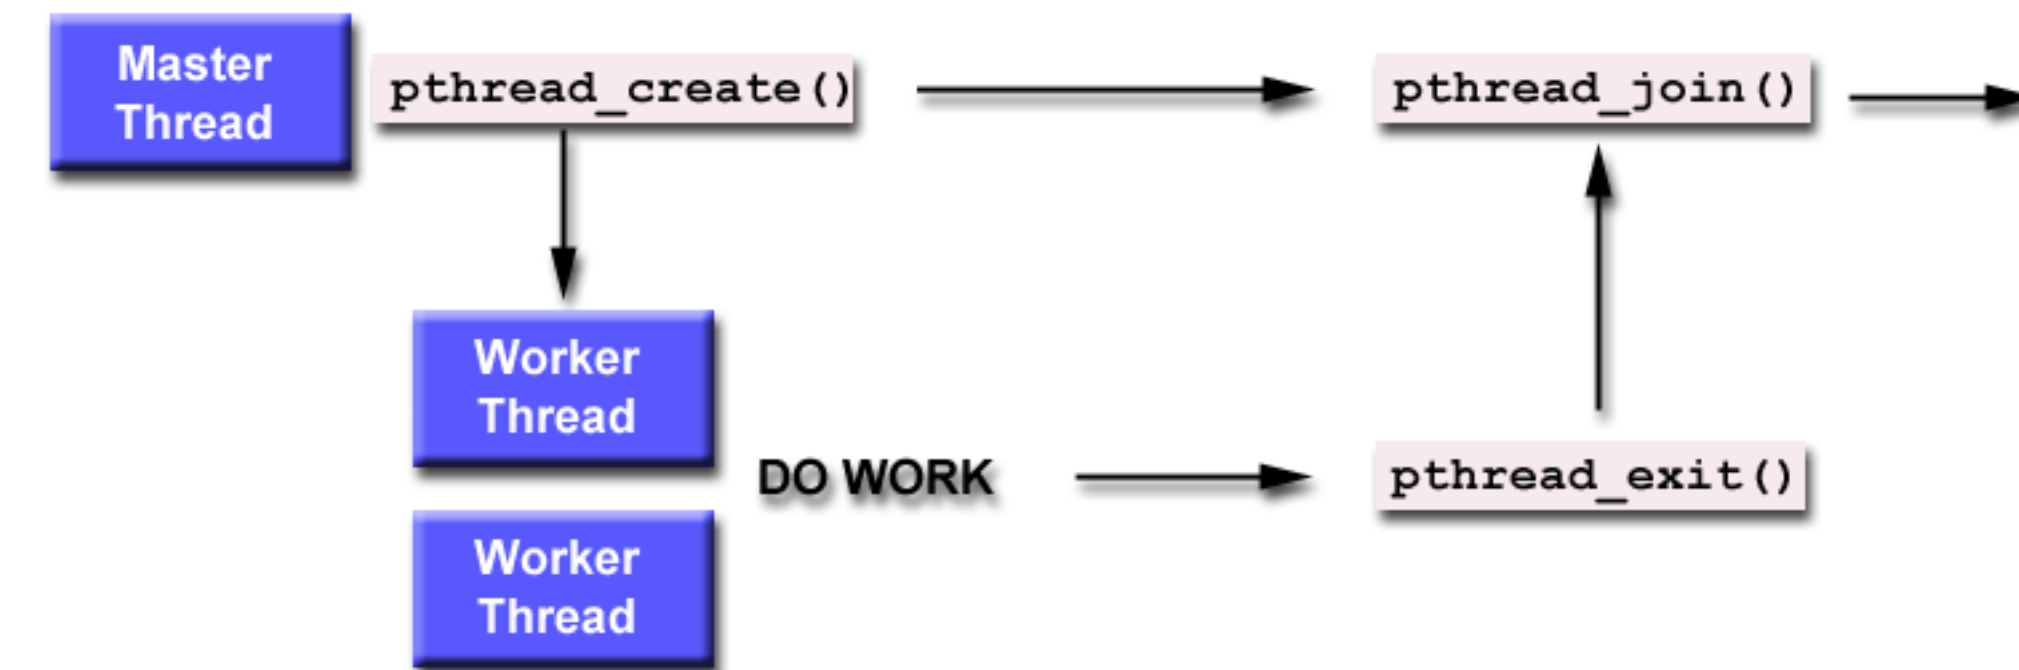 Master
Thread
pthread_create()
pthread_join()
Worker
Thread
DO WORK
pthread_exit()
Worker
Thread